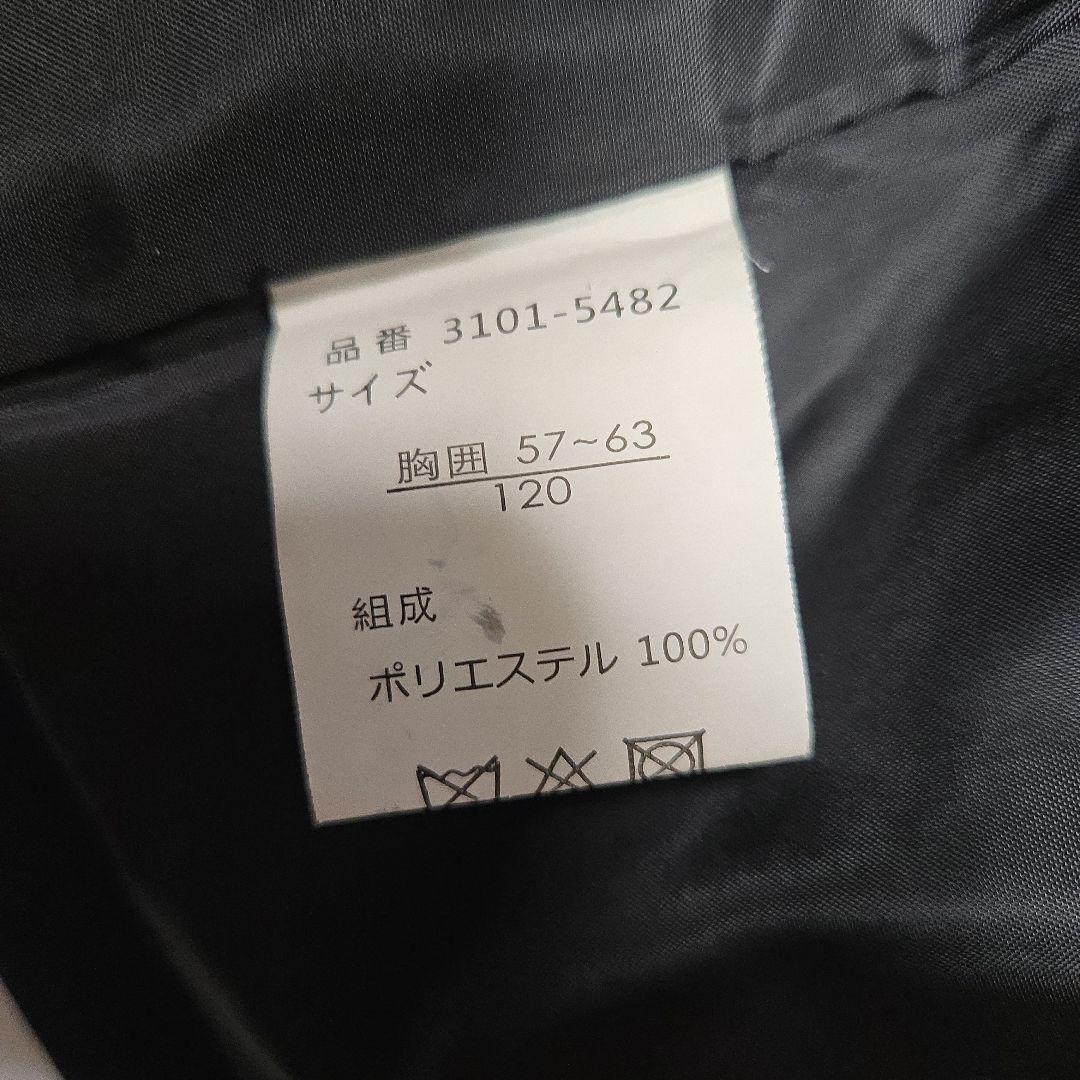 品番 3101-5482
サイズ
胸囲 57~63
120
組成
ポリエステル 100%